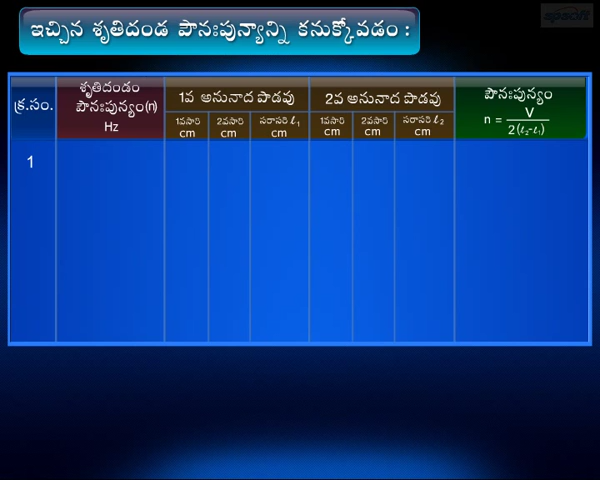 ఇచ్చిన శృతిదండ పౌనఃపున్యాన్ని కనుక్కోవడం :
spsoft
క్ర.సం.
శృతిదండం
పౌనఃపున్యం(n)
Hz
1వ అనునాద పొడవు
1వసారి
cm
2వసారి
cm
సరాసరి ℓ₁
cm
2వ అనునాద పొడవు
1వసారి
cm
2వసారి
cm
సరాసరి ℓ₂
cm
పౌనఃపున్యం
n = V / 2(ℓ₂-ℓ₁)
1